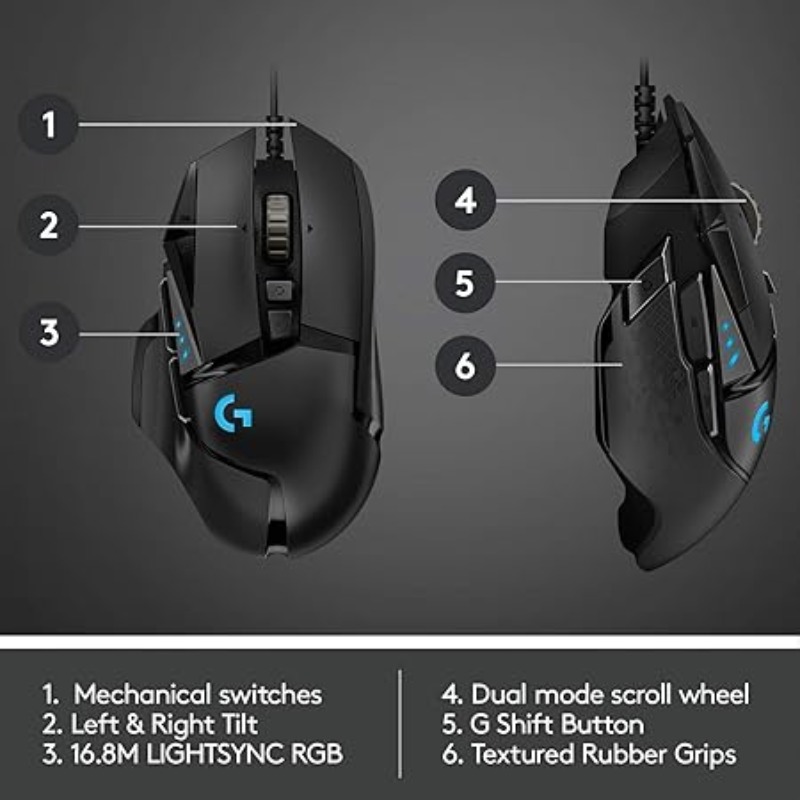 1
2
3
4
5
6
G
G
1. Mechanical switches
2. Left & Right Tilt
3. 16.8M LIGHTSYNC RGB
4. Dual mode scroll wheel
5. G Shift Button
6. Textured Rubber Grips